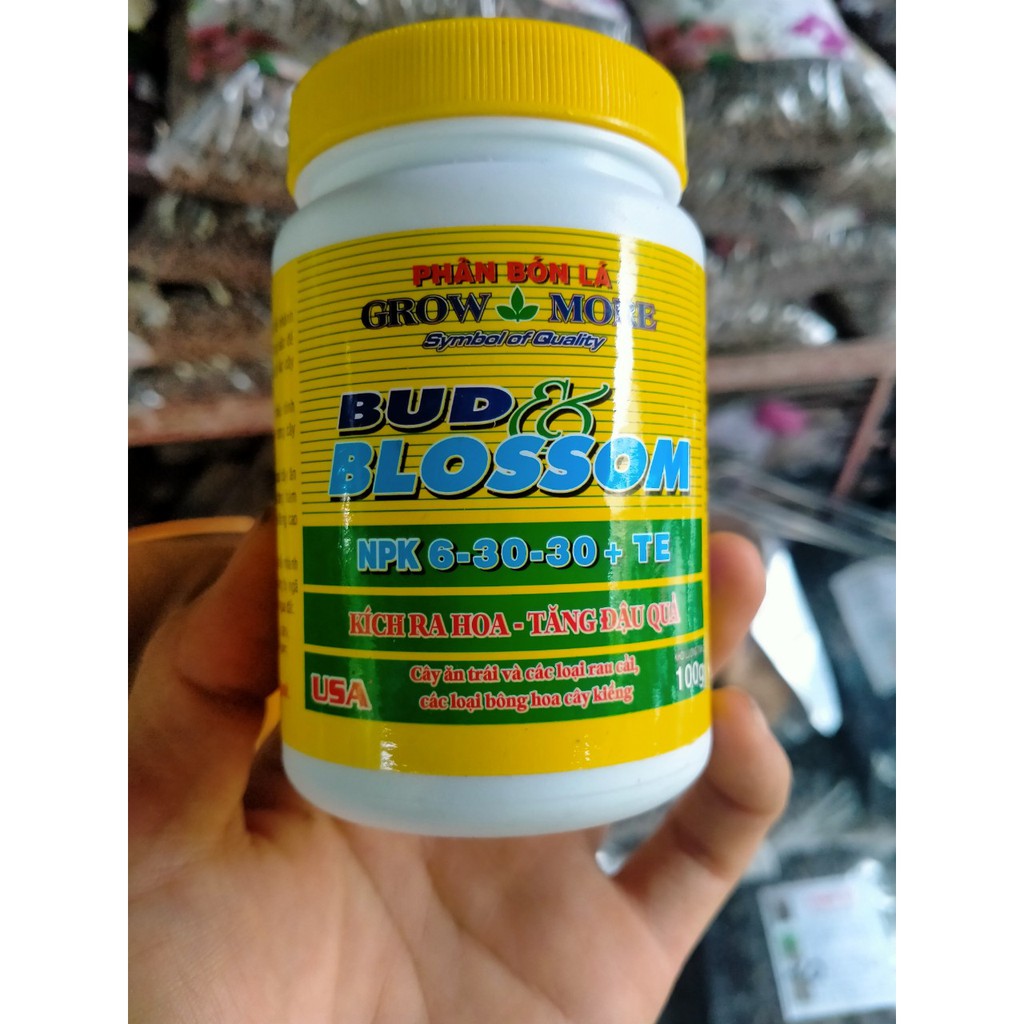 PHÂN BÓN LÁ
GROW MORE
Symbol of Quality
BUD &
BLOSSOM
NPK 6-30-30 + TE
KÍCH RA HOA - TĂNG ĐẬU QUẢ
USA
Cây ăn trái và các loại rau cải,
các loại bông hoa cây kiểng
100g